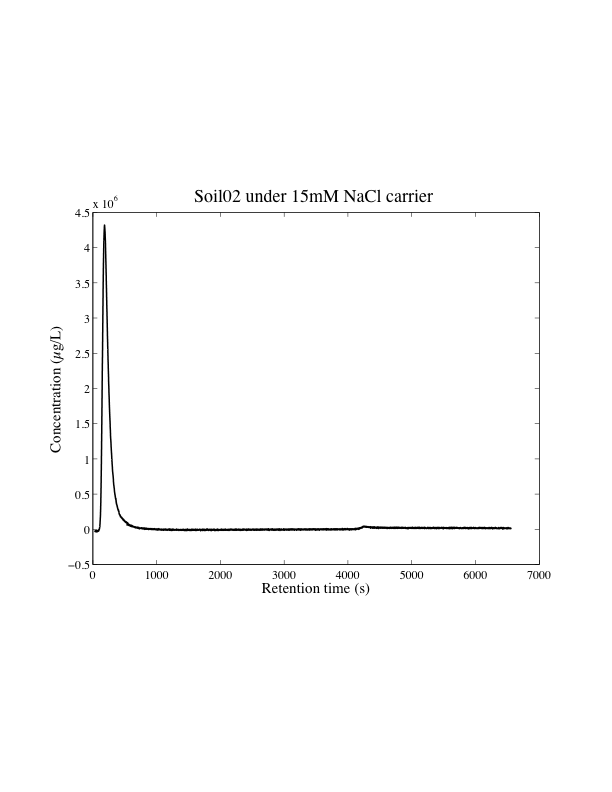 Soil02 under 15mM NaCl carrier
x 10^6
4.5
4
3.5
3
2.5
2
1.5
1
0.5
0
−0.5
Concentration (µg/L)
0 1000 2000 3000 4000 5000 6000 7000
Retention time (s)